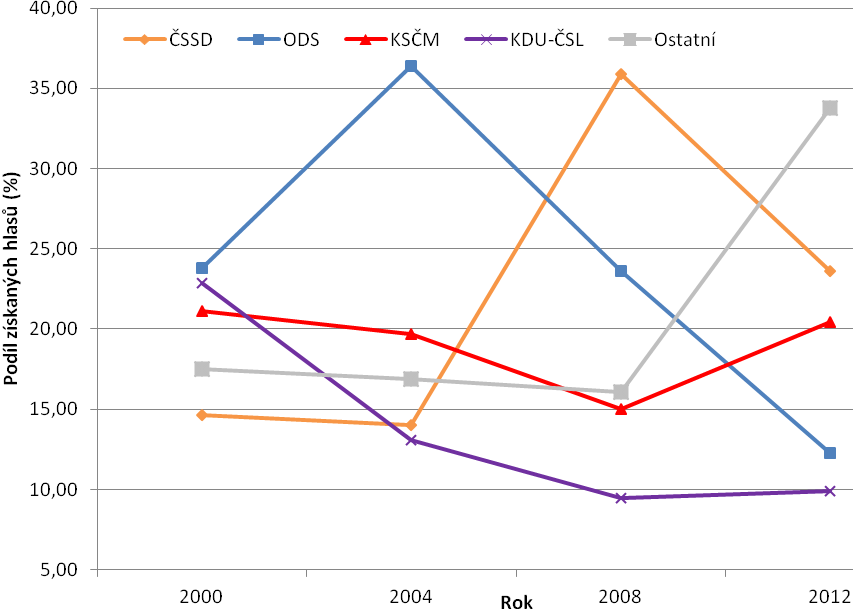 40,00
ČSSD ODS KSČM KDU-ČSL Ostatní
35,00
30,00
25,00
20,00
15,00
10,00
5,00
Podíl získaných hlasů (%)
2000 2004 2008 2012
Rok